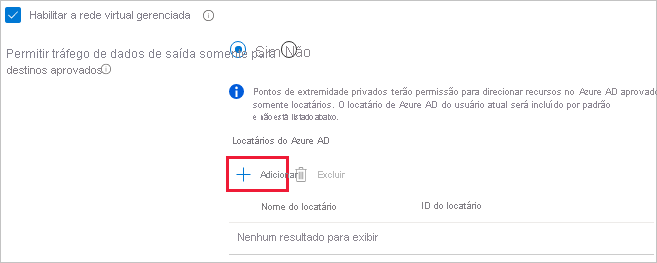 Habilitar a rede virtual gerenciada
Permitir tráfego de dados de saída somente para
destinos aprovados
Sim Não
Pontos de extremidade privados terão permissão para direcionar recursos no Azure AD aprovado
somente locatários. O locatário de Azure AD do usuário atual será incluído por padrão
e não está listado abaixo.
Locatários do Azure AD
Adicionar Excluir
Nome do locatário ID do locatário
Nenhum resultado para exibir